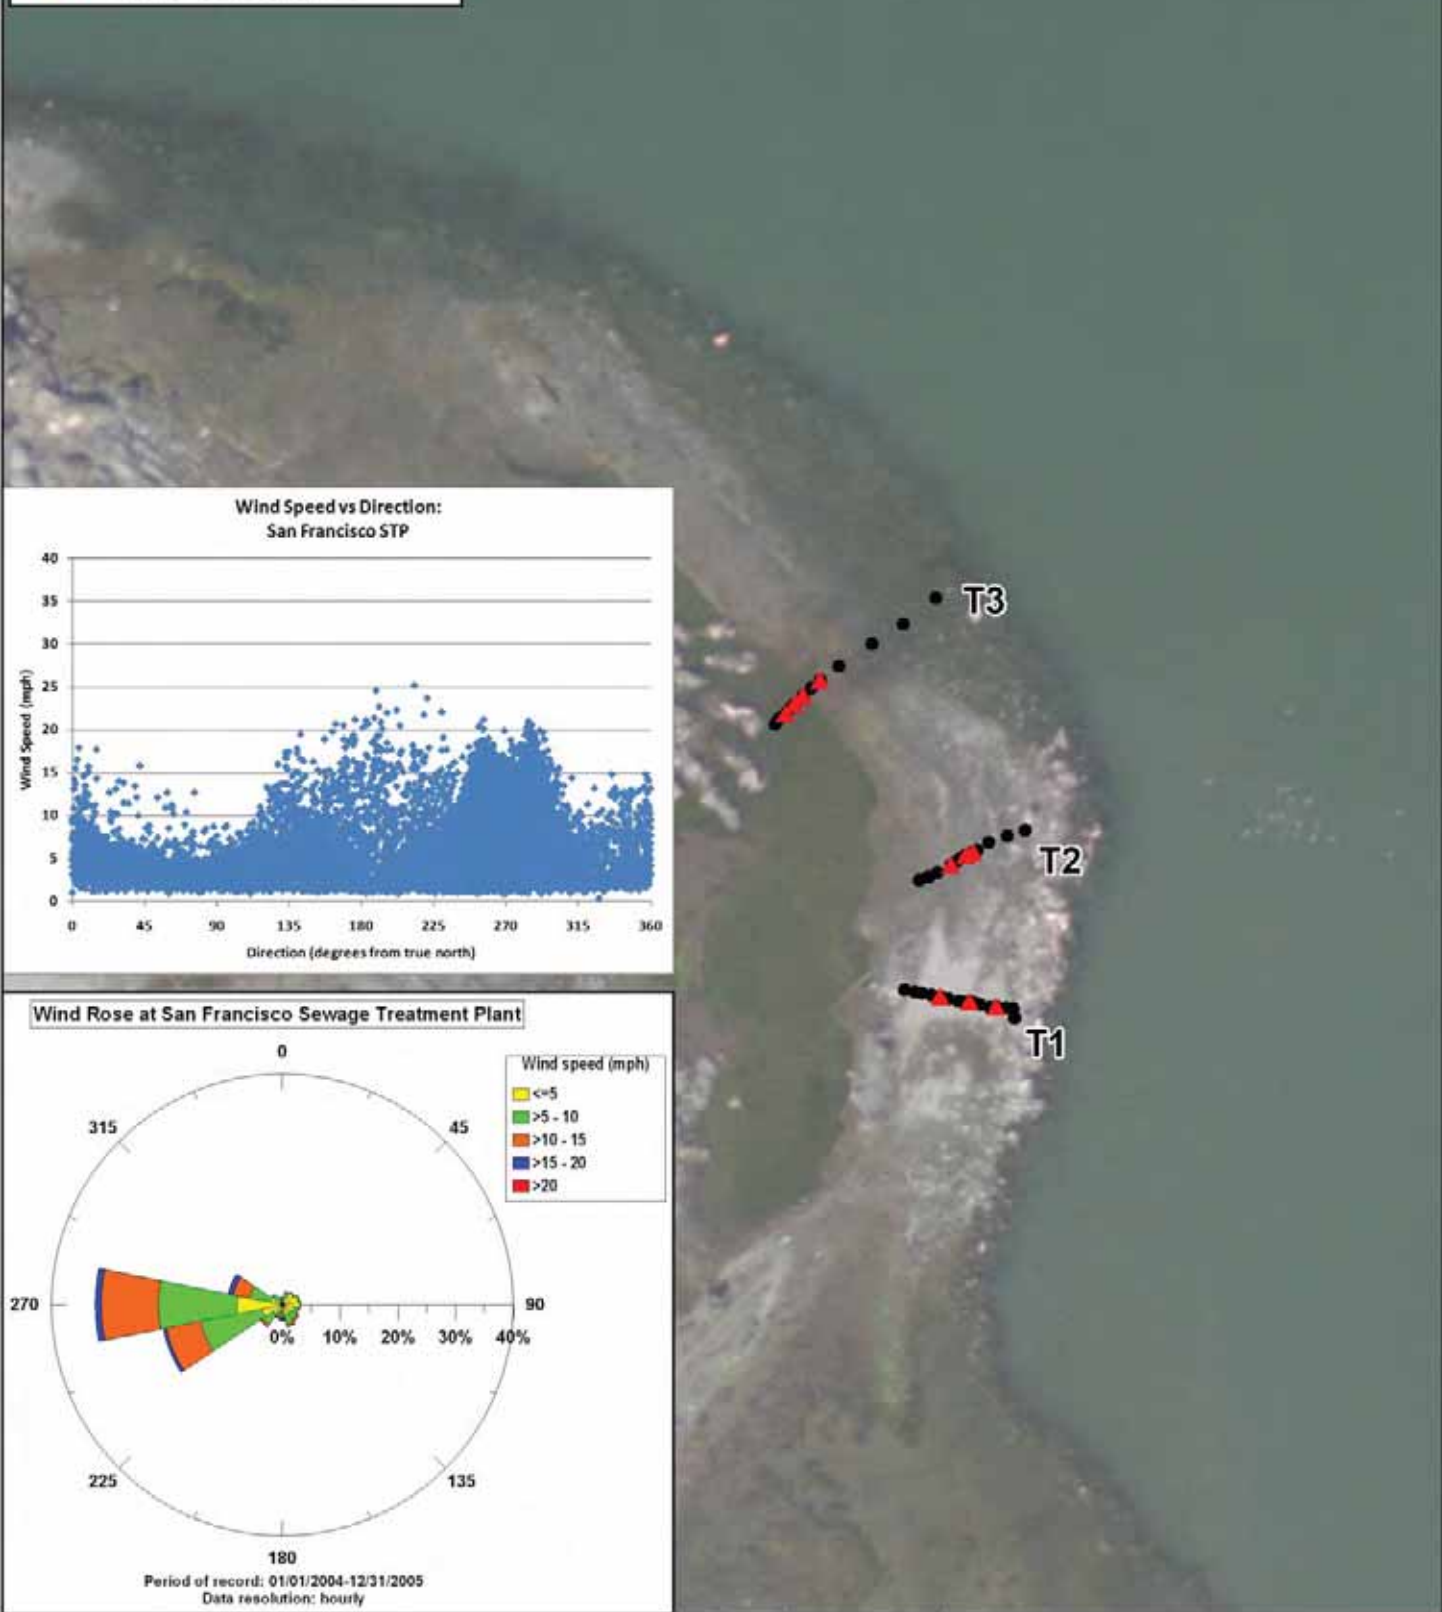 Wind Speed vs Direction:
San Francisco STP
40
35
30
25
20
15
10
5
0
Wind Speed (mph)
0 45 90 135 180 225 270 315 360
Direction (degrees from true north)
T3
T2
T1
Wind Rose at San Francisco Sewage Treatment Plant
Wind speed (mph)
<=5
>5 - 10
>10 - 15
>15 - 20
>20
0
315 45
270 90
0% 10% 20% 30% 40%
225 135
180
Period of record: 01/01/2004-12/31/2005
Data resolution: hourly